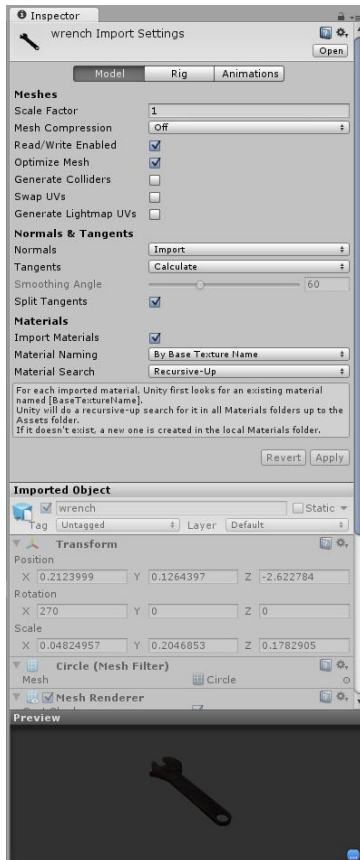 Inspector
wrench Import Settings
Open
Model Rig Animations
Meshes
Scale Factor 1
Mesh Compression Off
Read/Write Enabled
Optimize Mesh
Generate Colliders
Swap UVs
Generate Lightmap UVs
Normals & Tangents
Normals Import
Tangents Calculate
Smoothing Angle 60
Split Tangents
Materials
Import Materials
Material Naming By Base Texture Name
Material Search Recursive-Up
For each imported material, Unity first looks for an existing material
named [BaseTextureName].
Unity will do a recursive-up search for it in all Materials folders up to the
Assets folder.
If it doesn't exist, a new one is created in the local Materials folder.
Revert Apply
Imported Object
wrench Static
Tag Untagged Layer Default
Transform
Position
X 0.2123999 Y 0.1264397 Z -2.622784
Rotation
X 270 Y 0 Z 0
Scale
X 0.04824957 Y 0.2046853 Z 0.1782905
Circle (Mesh Filter)
Mesh Circle
Mesh Renderer
Preview